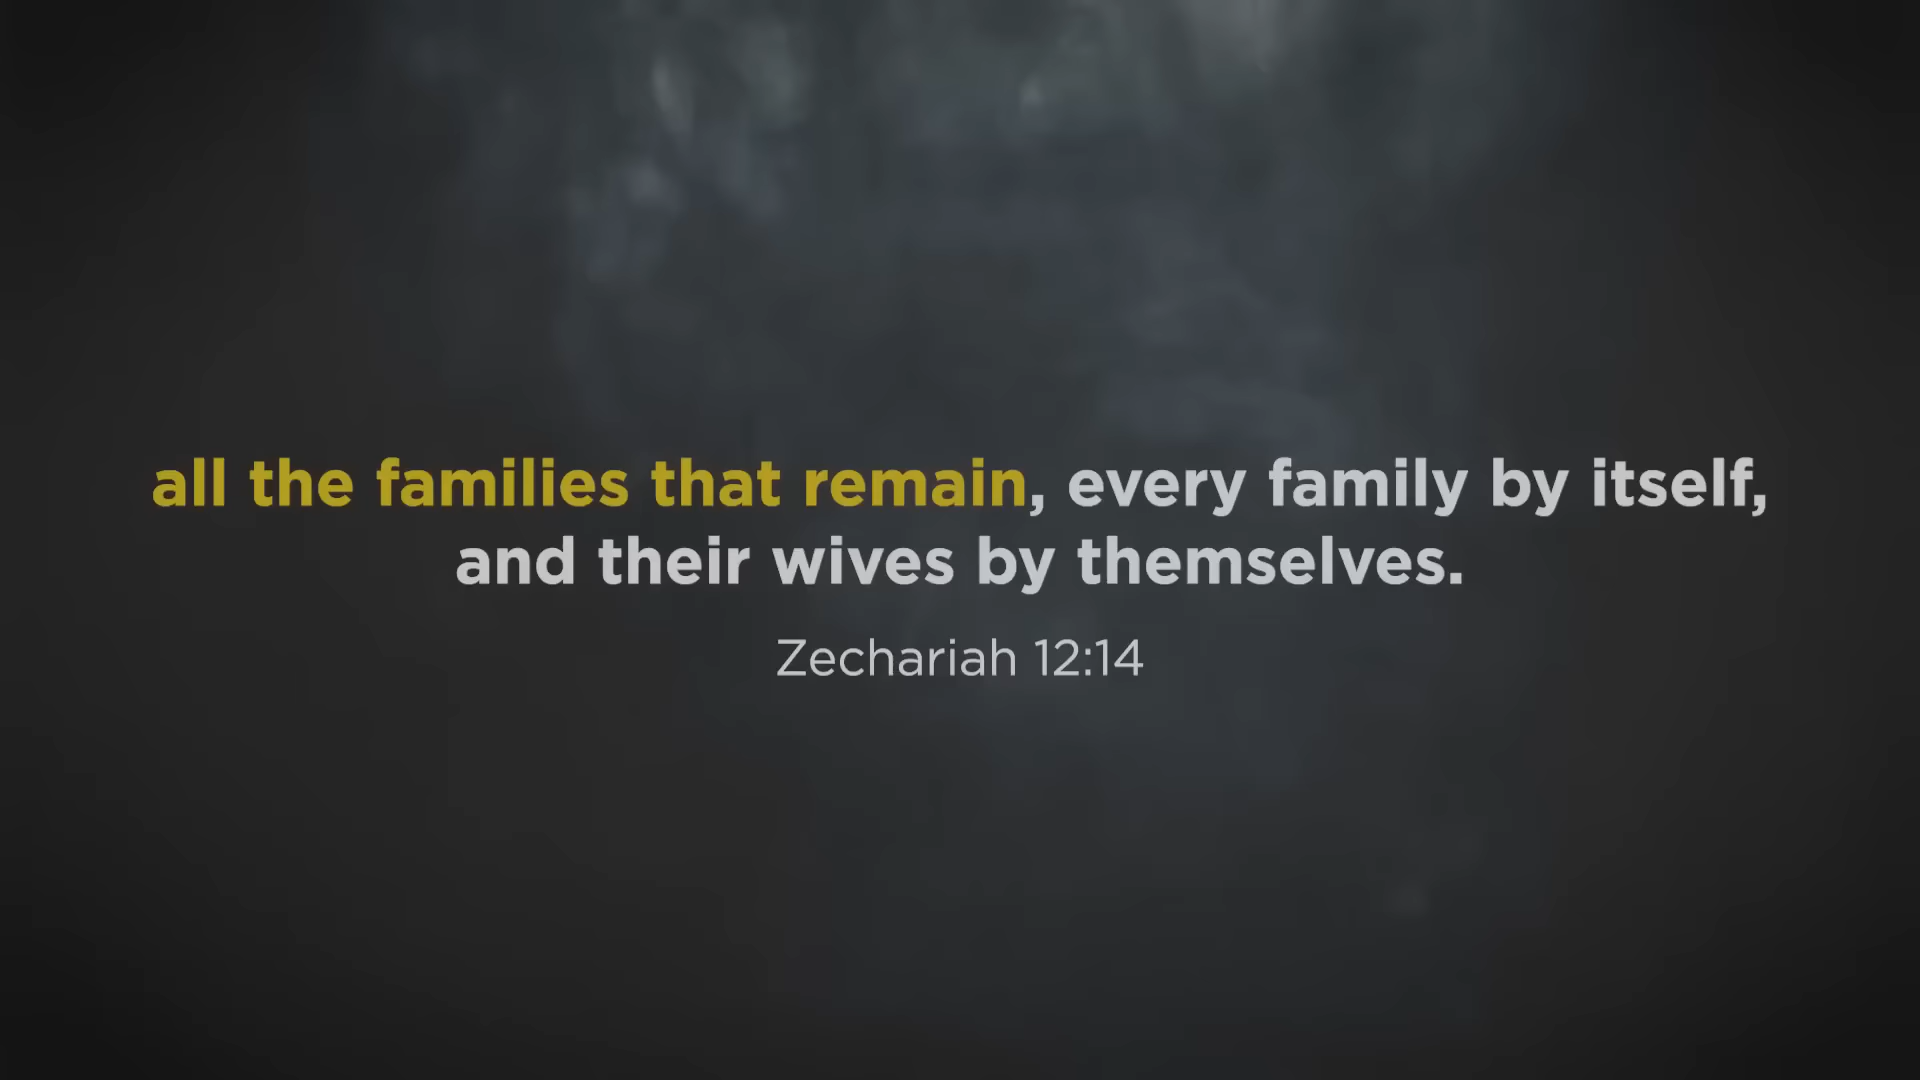 all the families that remain, every family by itself,
and their wives by themselves.
Zechariah 12:14